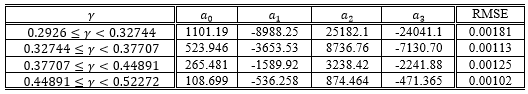 γ a₀ a₁ a₂ a₃ RMSE
0.2926 ≤ γ < 0.32744 1101.19 -8988.25 25182.1 -24041.1 0.00181
0.32744 ≤ γ < 0.37707 523.946 -3653.53 8736.76 -7130.70 0.00113
0.37707 ≤ γ < 0.44891 265.481 -1589.92 3238.42 -2241.88 0.00125
0.44891 ≤ γ < 0.52272 108.699 -536.258 874.464 -471.365 0.00102